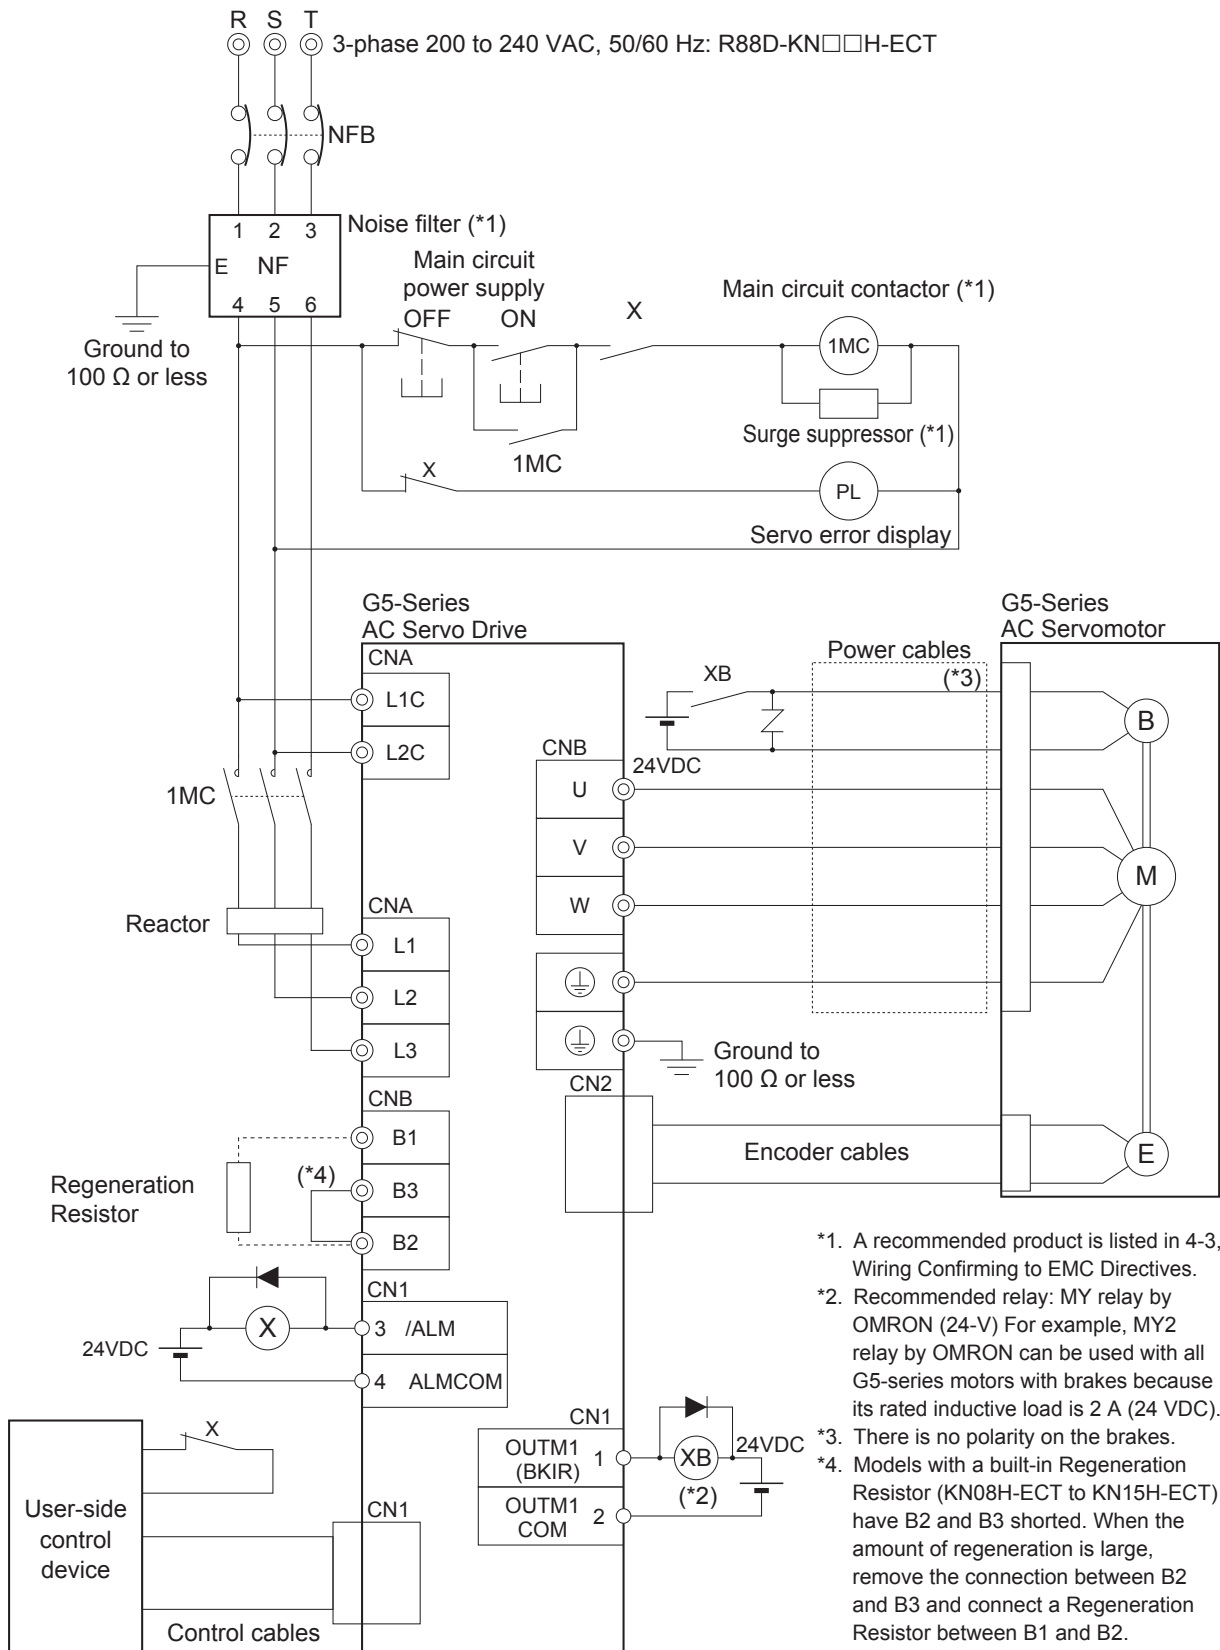 R S T
3-phase 200 to 240 VAC, 50/60 Hz: R88D-KN□□H-ECT
NFB
1 2 3
Noise filter (*1)
E NF
4 5 6
Ground to
100 Ω or less
Main circuit
power supply
OFF ON
X
Main circuit contactor (*1)
1MC
Surge suppressor (*1)
1MC
X
PL
Servo error display
G5-Series
AC Servo Drive
CNA
L1C
L2C
1MC
Reactor
CNA
L1
L2
L3
CNB
B1
B3
B2
(*4)
Regeneration
Resistor
CN1
3 /ALM
4 ALMCOM
X
24VDC
User-side
control
device
X
CN1
Control cables
XB
24VDC
Power cables
(*3)
CNB
U
V
W
Ground to
100 Ω or less
CN2
Encoder cables
G5-Series
AC Servomotor
B
M
E
CN1
OUTM1
(BKIR) 1
OUTM1
COM 2
XB
(*2)
24VDC
*1. A recommended product is listed in 4-3,
Wiring Confirming to EMC Directives.
*2. Recommended relay: MY relay by
OMRON (24-V) For example, MY2
relay by OMRON can be used with all
G5-series motors with brakes because
its rated inductive load is 2 A (24 VDC).
*3. There is no polarity on the brakes.
*4. Models with a built-in Regeneration
Resistor (KN08H-ECT to KN15H-ECT)
have B2 and B3 shorted. When the
amount of regeneration is large,
remove the connection between B2
and B3 and connect a Regeneration
Resistor between B1 and B2.